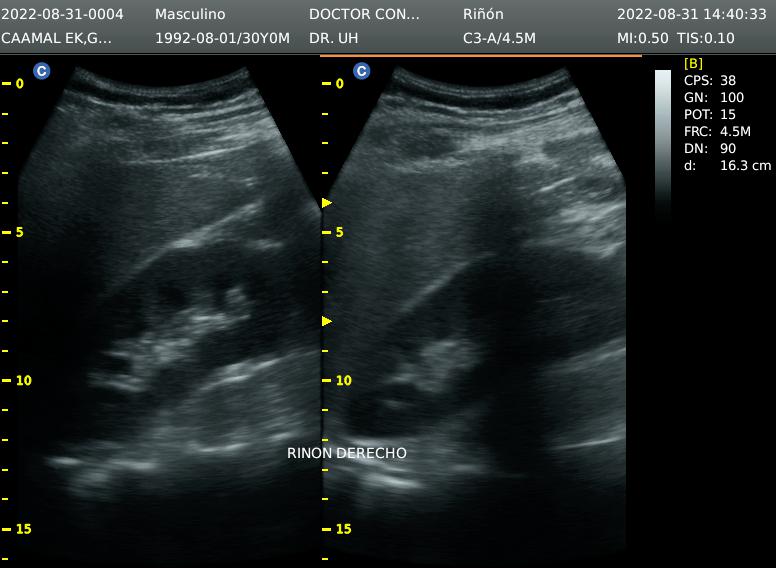 2022-08-31-0004 Masculino DOCTOR CON... Riñón 2022-08-31 14:40:33
CAAMAL EK,G... 1992-08-01/30Y0M DR. UH C3-A/4.5M MI:0.50 TIS:0.10
C C
[B]
CPS: 38
GN: 100
POT: 15
FRC: 4.5M
DN: 90
d: 16.3 cm
0 0
5 5
10 10
RINON DERECHO
15 15